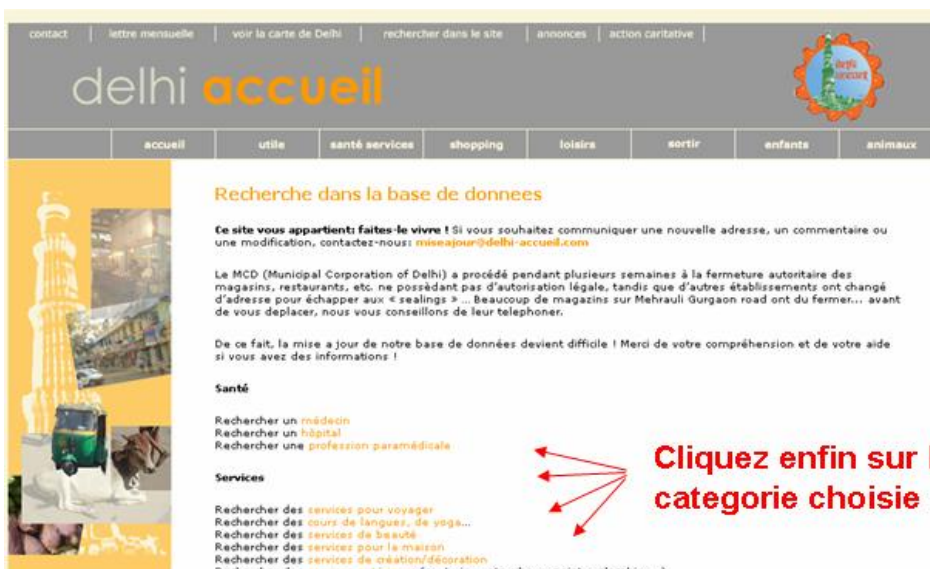 contact | lettre mensuelle | voir la carte de Delhi | rechercher dans le site | annonces | action caritative |
delhi accueil
accueil utile santé services shopping loisirs sortir enfants animaux
Recherche dans la base de donnees
Ce site vous appartient: faites-le vivre ! Si vous souhaitez communiquer une nouvelle adresse, un commentaire ou
une modification, contactez-nous: miseajour@delhi-accueil.com
Le MCD (Municipal Corporation of Delhi) a procédé pendant plusieurs semaines à la fermeture autoritaire des
magasins, restaurants, etc. ne possèdant pas d'autorisation légale, tandis que d'autres établissements ont changé
d'adresse pour échapper aux « sealings » ... Beaucoup de magazins sur Mehrauli Gurgaon road ont du fermer... avant
de vous deplacer, nous vous conseillons de leur telephoner.
De ce fait, la mise a jour de notre base de données devient difficile ! Merci de votre compréhension et de votre aide
si vous avez des informations !
Santé
Rechercher un médecin
Rechercher un hôpital
Rechercher une profession paramédicale
Cliquez enfin sur
categorie choisie
Services
Rechercher des services pour voyager
Rechercher des cours de langues, de yoga...
Rechercher des services de beauté
Rechercher des services pour la maison
Rechercher des services de création/décoration